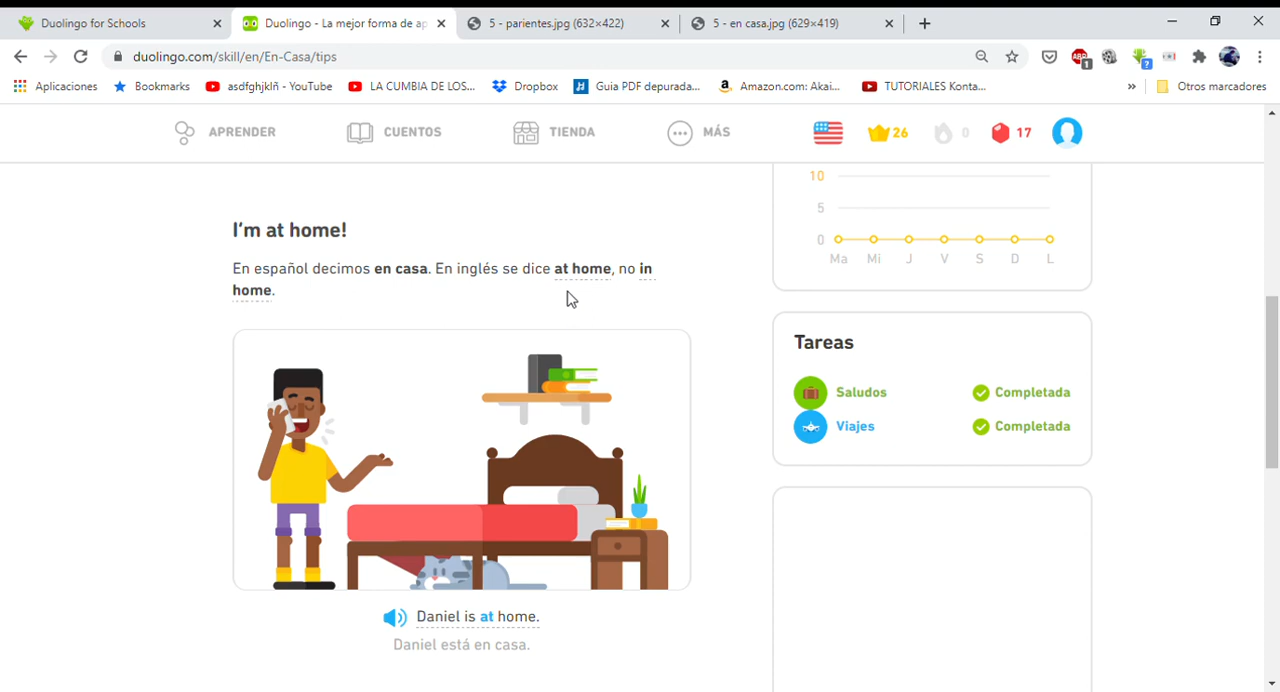 Duolingo for Schools
Duolingo - La mejor forma de ap
5 - parientes.jpg (632×422)
5 - en casa.jpg (629×419)
duolingo.com/skill/en/En-Casa/tips
Aplicaciones
Bookmarks
asdfghjklñ - YouTube
LA CUMBIA DE LOS...
Dropbox
Guia PDF depurada...
Amazon.com: Akai...
TUTORIALES Konta...
»
Otros marcadores
APRENDER
CUENTOS
TIENDA
MÁS
26
0
17
I'm at home!
En español decimos en casa. En inglés se dice at home, no in
home.
Daniel is at home.
Daniel está en casa.
10
5
0
Ma Mi J V S D L
Tareas
Saludos Completada
Viajes Completada